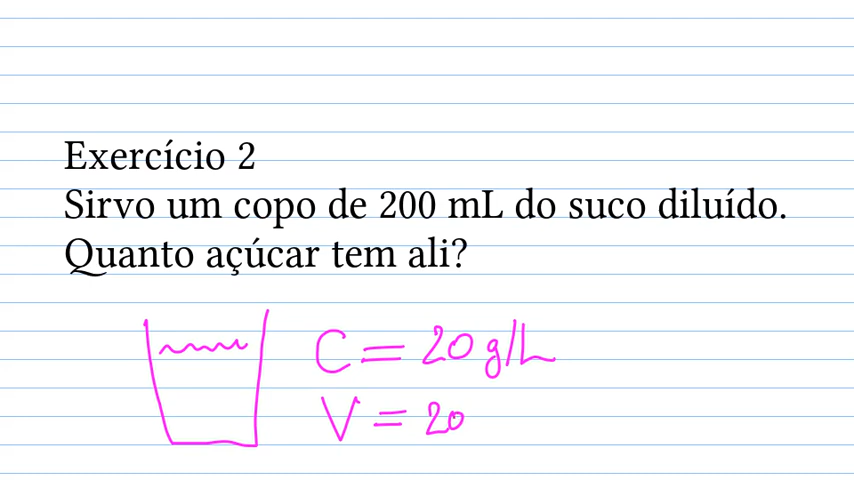 Exercício 2
Sirvo um copo de 200 mL do suco diluído.
Quanto açúcar tem ali?
C = 20 g/L
V = 20